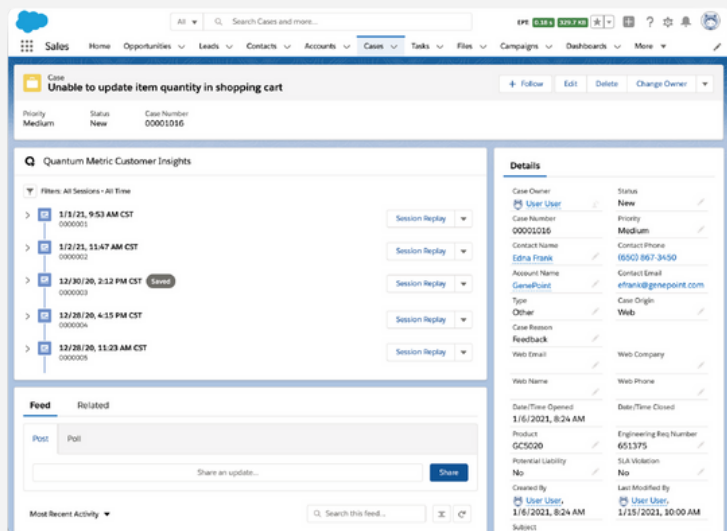 All
Search Cases and more...
EPT: 0.38 s 329.7 KB
Sales Home Opportunities Leads Contacts Accounts Cases Tasks Files Campaigns Dashboards More
Case
Unable to update item quantity in shopping cart
+ Follow Edit Delete Change Owner
Priority Status Case Number
Medium New 00001016
Quantum Metric Customer Insights
Filters: All Sessions • All Time
1/1/21, 9:53 AM CST
0000001
Session Replay
1/2/21, 11:47 AM CST
0000002
Session Replay
12/30/20, 2:12 PM CST Saved
0000003
Session Replay
12/28/20, 4:15 PM CST
0000004
Session Replay
12/28/20, 11:23 AM CST
0000005
Session Replay
Feed Related
Post Poll
Share an update...
Share
Most Recent Activity
Search this feed...
Details
Case Owner Status
User User New
Case Number Priority
00001016 Medium
Contact Name Contact Phone
Edna Frank (650) 867-3450
Account Name Contact Email
GenePoint efrank@genepoint.com
Type Case Origin
Other Web
Case Reason
Feedback
Web Email Web Company
Web Name Web Phone
Date/Time Opened Date/Time Closed
1/6/2021, 8:24 AM
Product Engineering Req Number
GC5020 651375
Potential Liability SLA Violation
No No
Created By Last Modified By
User User, User User,
1/6/2021, 8:24 AM 1/15/2021, 10:00 AM
Subject